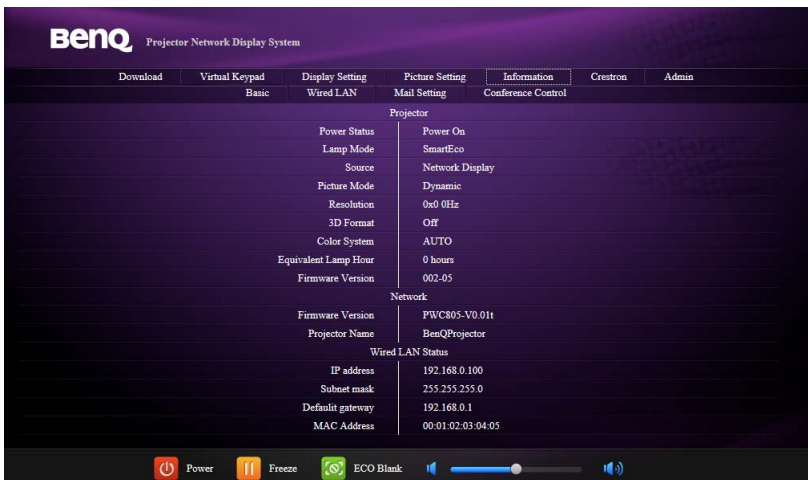 BenQ Projector Network Display System
Download Virtual Keypad Display Setting Picture Setting Information Crestron Admin
Basic Wired LAN Mail Setting Conference Control
Projector
Power Status Power On
Lamp Mode SmartEco
Source Network Display
Picture Mode Dynamic
Resolution 0x0 0Hz
3D Format Off
Color System AUTO
Equivalent Lamp Hour 0 hours
Firmware Version 002-05
Network
Firmware Version PWC805-V0.01t
Projector Name BenQProjector
Wired LAN Status
IP address 192.168.0.100
Subnet mask 255.255.255.0
Defaulit gateway 192.168.0.1
MAC Address 00:01:02:03:04:05
Power Freeze ECO Blank